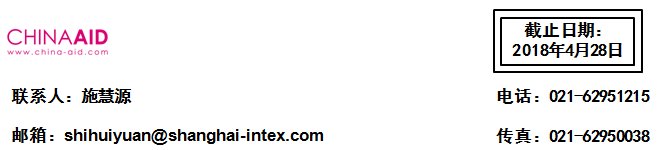 CHINAAID
www.china-aid.com
截止日期：
2018年4月28日
联系人：施慧源
电话：021-62951215
邮箱：shihuiyuan@shanghai-intex.com
传真：021-62950038